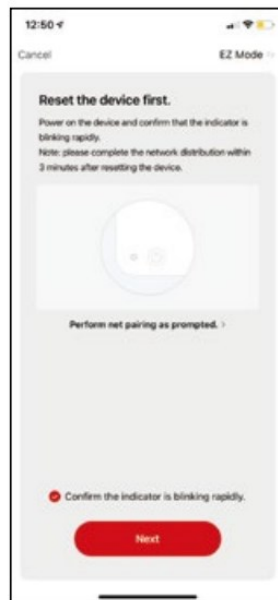 12:50
Cancel
EZ Mode
Reset the device first.
Power on the device and confirm that the indicator is
blinking rapidly.
Note: please complete the network distribution within
3 minutes after resetting the device.
Perform net pairing as prompted. >
Confirm the indicator is blinking rapidly.
Next